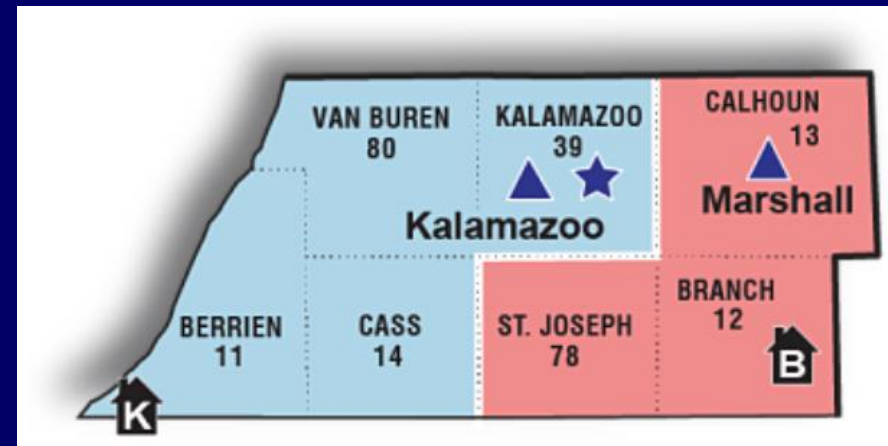 VAN BUREN
80
KALAMAZOO
39
CALHOUN
13
Kalamazoo
Marshall
BERRIEN
11
CASS
14
ST. JOSEPH
78
BRANCH
12
K
B